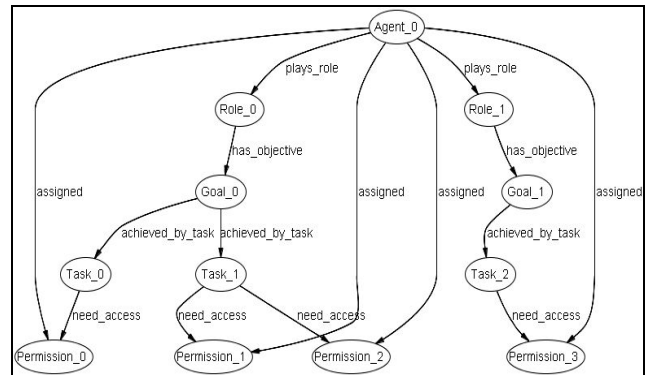 Agent_0
plays_role
plays_role
Role_0
Role_1
has_objective
has_objective
assigned
Goal_0
assigned
assigned
Goal_1
assigned
achieved_by_task
achieved_by_task
achieved_by_task
Task_0
Task_1
Task_2
need_access
need_access
need_access
need_access
Permission_0
Permission_1
Permission_2
Permission_3